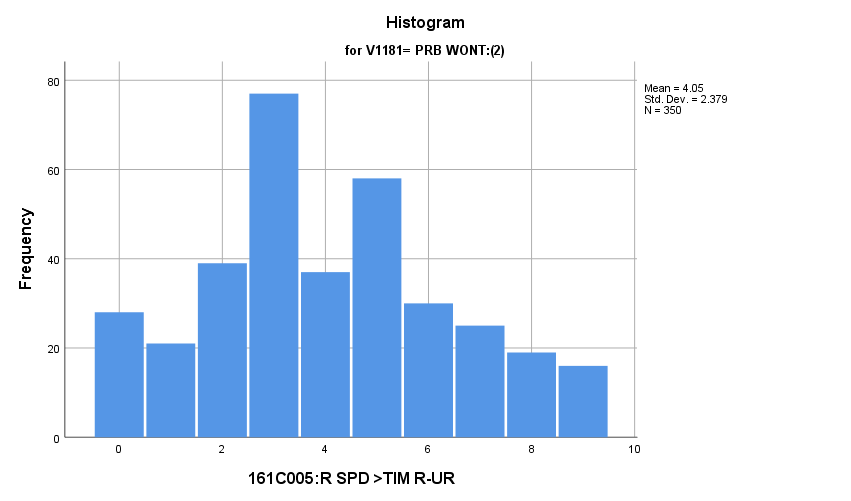 Histogram
for V1181= PRB WONT:(2)
Mean = 4.05
Std. Dev. = 2.379
N = 350
Frequency
80
60
40
20
0
0 2 4 6 8 10
161C005:R SPD >TIM R-UR